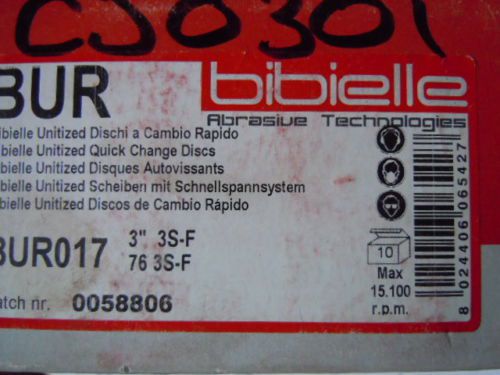 CJ0301
BUR
bibielle
Abrasive Technologies
ibielle Unitized Dischi a Cambio Rapido
ibielle Unitized Quick Change Discs
ibielle Unitized Disques Autovissants
ibielle Unitized Scheiben mit Schnellspannsystem
ibielle Unitized Discos de Cambio Rápido
BUR017
3" 3S-F
76 3S-F
atch nr. 0058806
10
Max
15.100
r.p.m.
8 024406 065427